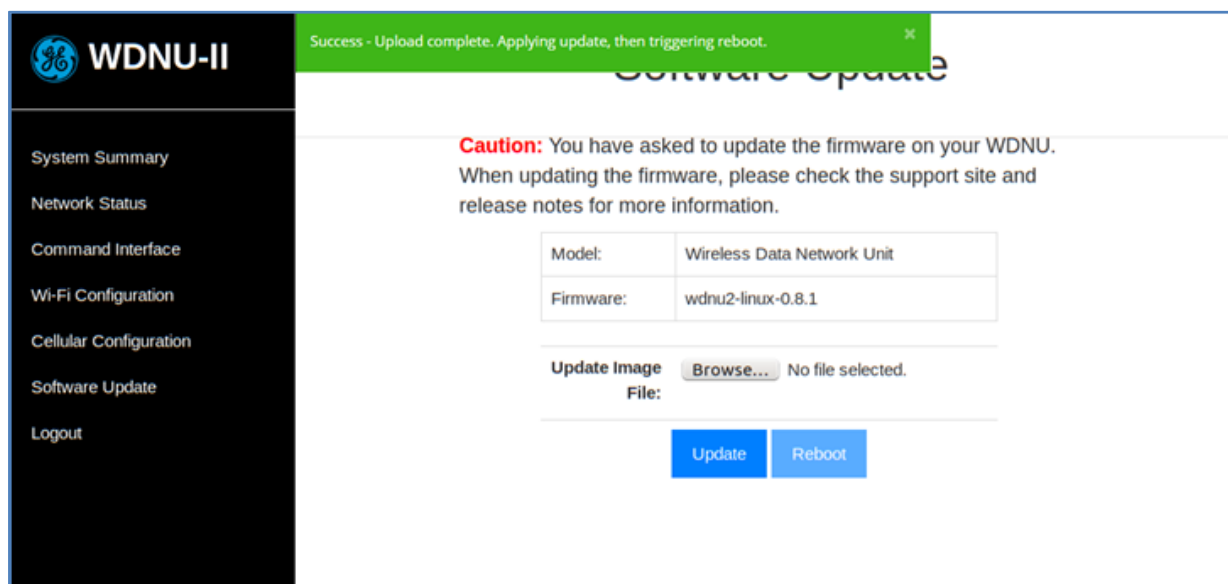 WDNU-II
Success - Upload complete. Applying update, then triggering reboot.
×
Software Update
System Summary
Network Status
Command Interface
Wi-Fi Configuration
Cellular Configuration
Software Update
Logout
Caution: You have asked to update the firmware on your WDNU.
When updating the firmware, please check the support site and
release notes for more information.
Model: Wireless Data Network Unit
Firmware: wdnu2-linux-0.8.1
Update Image
File:
Browse... No file selected.
Update Reboot